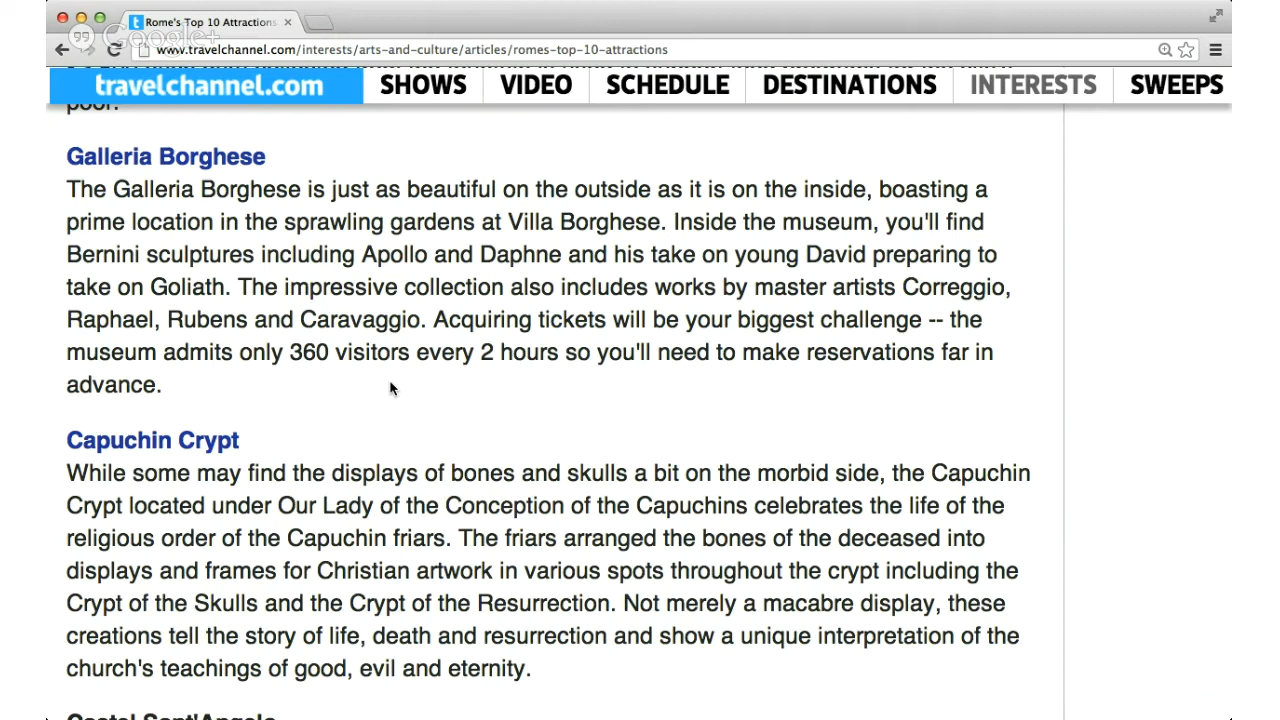 Rome's Top 10 Attractions
Google+
www.travelchannel.com/interests/arts-and-culture/articles/romes-top-10-attractions
travelchannel.com SHOWS VIDEO SCHEDULE DESTINATIONS INTERESTS SWEEPS
poor.
Galleria Borghese
The Galleria Borghese is just as beautiful on the outside as it is on the inside, boasting a
prime location in the sprawling gardens at Villa Borghese. Inside the museum, you'll find
Bernini sculptures including Apollo and Daphne and his take on young David preparing to
take on Goliath. The impressive collection also includes works by master artists Correggio,
Raphael, Rubens and Caravaggio. Acquiring tickets will be your biggest challenge -- the
museum admits only 360 visitors every 2 hours so you'll need to make reservations far in
advance.
Capuchin Crypt
While some may find the displays of bones and skulls a bit on the morbid side, the Capuchin
Crypt located under Our Lady of the Conception of the Capuchins celebrates the life of the
religious order of the Capuchin friars. The friars arranged the bones of the deceased into
displays and frames for Christian artwork in various spots throughout the crypt including the
Crypt of the Skulls and the Crypt of the Resurrection. Not merely a macabre display, these
creations tell the story of life, death and resurrection and show a unique interpretation of the
church's teachings of good, evil and eternity.
Castel Sant'Angelo